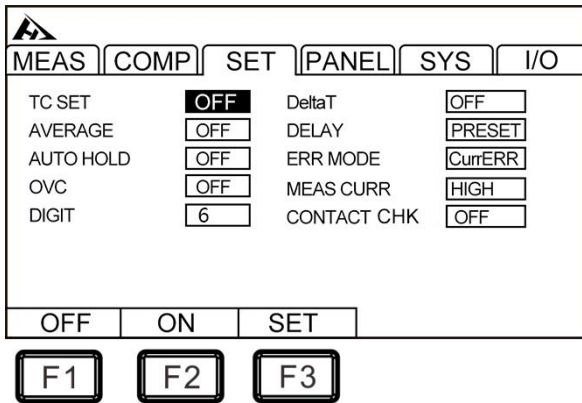 MEAS COMP SET PANEL SYS I/O
TC SET OFF DeltaT OFF
AVERAGE OFF DELAY PRESET
AUTO HOLD OFF ERR MODE CurrERR
OVC OFF MEAS CURR HIGH
DIGIT 6 CONTACT CHK OFF
OFF ON SET
F1 F2 F3